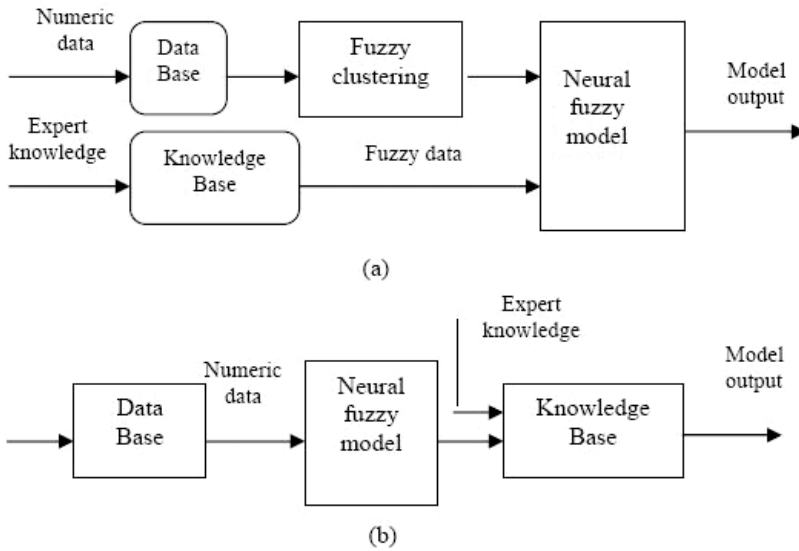 Numeric
data
Data
Base
Fuzzy
clustering
Neural
fuzzy
model
Model
output
Expert
knowledge
Knowledge
Base
Fuzzy data
(a)
Expert
knowledge
Numeric
data
Data
Base
Neural
fuzzy
model
Knowledge
Base
Model
output
(b)